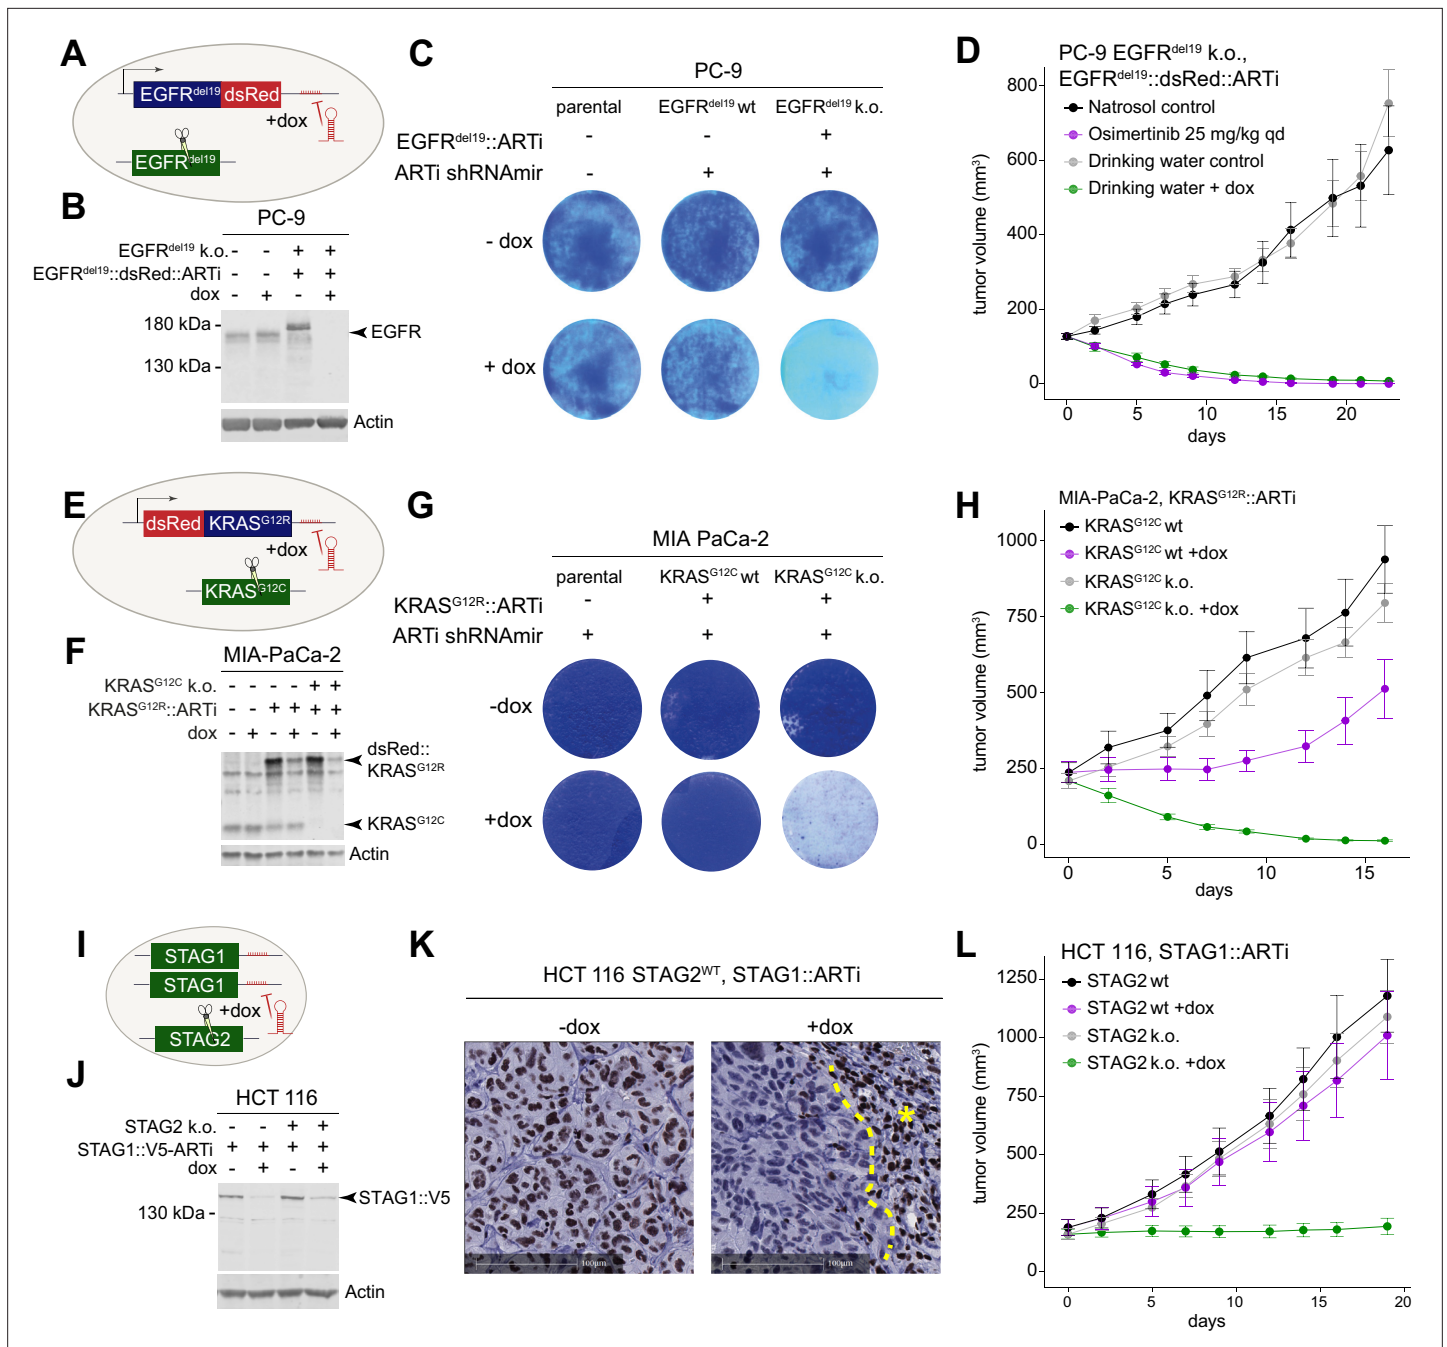 A
EGFRdel19 dsRed
+dox
EGFRdel19
B
PC-9
EGFRdel19 k.o. - - + +
EGFRdel19::dsRed::ARTi - - + +
dox - + - +
180 kDa
EGFR
130 kDa
Actin
C
PC-9
parental EGFRdel19 wt EGFRdel19 k.o.
EGFRdel19::ARTi - - +
ARTi shRNAmir - + +
- dox
+ dox
D
PC-9 EGFRdel19 k.o.,
EGFRdel19::dsRed::ARTi
Natrosol control
Osimertinib 25 mg/kg qd
Drinking water control
Drinking water + dox
tumor volume (mm3)
800
600
400
200
0
0 5 10 15 20
days
E
dsRed KRASG12R
+dox
KRASG12C
F
MIA-PaCa-2
KRASG12C k.o. - - - - + +
KRASG12R::ARTi - - + + + +
dox - + - + - +
dsRed::
KRASG12R
KRASG12C
Actin
G
MIA PaCa-2
parental KRASG12C wt KRASG12C k.o.
KRASG12R::ARTi - + +
ARTi shRNAmir + + +
-dox
+dox
H
MIA-PaCa-2, KRASG12R::ARTi
KRASG12C wt
KRASG12C wt +dox
KRASG12C k.o.
KRASG12C k.o. +dox
tumor volume (mm3)
1000
750
500
250
0
0 5 10 15
days
I
STAG1
STAG1
+dox
STAG2
J
HCT 116
STAG2 k.o. - - + +
STAG1::V5-ARTi + + + +
dox - + - +
STAG1::V5
130 kDa
Actin
K
HCT 116 STAG2WT, STAG1::ARTi
-dox +dox
*
100µm 100µm
L
HCT 116, STAG1::ARTi
STAG2 wt
STAG2 wt +dox
STAG2 k.o.
STAG2 k.o. +dox
tumor volume (mm3)
1250
1000
750
500
250
0
0 5 10 15 20
days